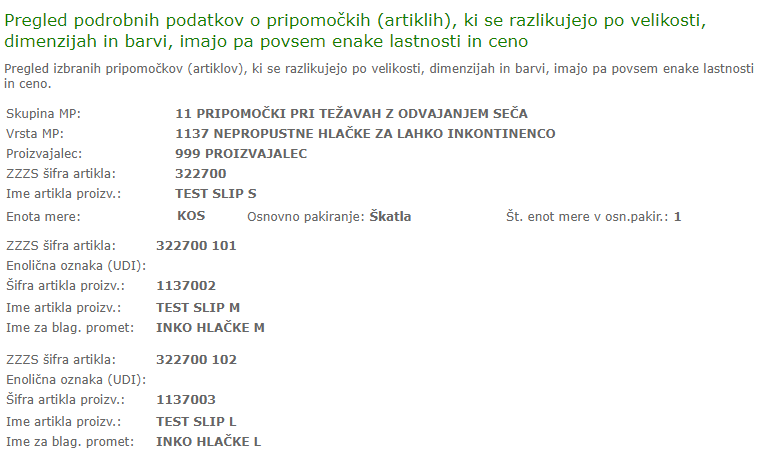 Pregled podrobnih podatkov o pripomočkih (artiklih), ki se razlikujejo po velikosti,
dimenzijah in barvi, imajo pa povsem enake lastnosti in ceno
Pregled izbranih pripomočkov (artiklov), ki se razlikujejo po velikosti, dimenzijah in barvi, imajo pa povsem enake lastnosti
in ceno.
Skupina MP: 11 PRIPOMOČKI PRI TEŽAVAH Z ODVAJANJEM SEČA
Vrsta MP: 1137 NEPROPUSTNE HLAČKE ZA LAHKO INKONTINENCO
Proizvajalec: 999 PROIZVAJALEC
ZZZS šifra artikla: 322700
Ime artikla proizv.: TEST SLIP S
Enota mere: KOS Osnovno pakiranje: Škatla Št. enot mere v osn.pakir.: 1
ZZZS šifra artikla: 322700 101
Enolična oznaka (UDI):
Šifra artikla proizv.: 1137002
Ime artikla proizv.: TEST SLIP M
Ime za blag. promet: INKO HLAČKE M
ZZZS šifra artikla: 322700 102
Enolična oznaka (UDI):
Šifra artikla proizv.: 1137003
Ime artikla proizv.: TEST SLIP L
Ime za blag. promet: INKO HLAČKE L